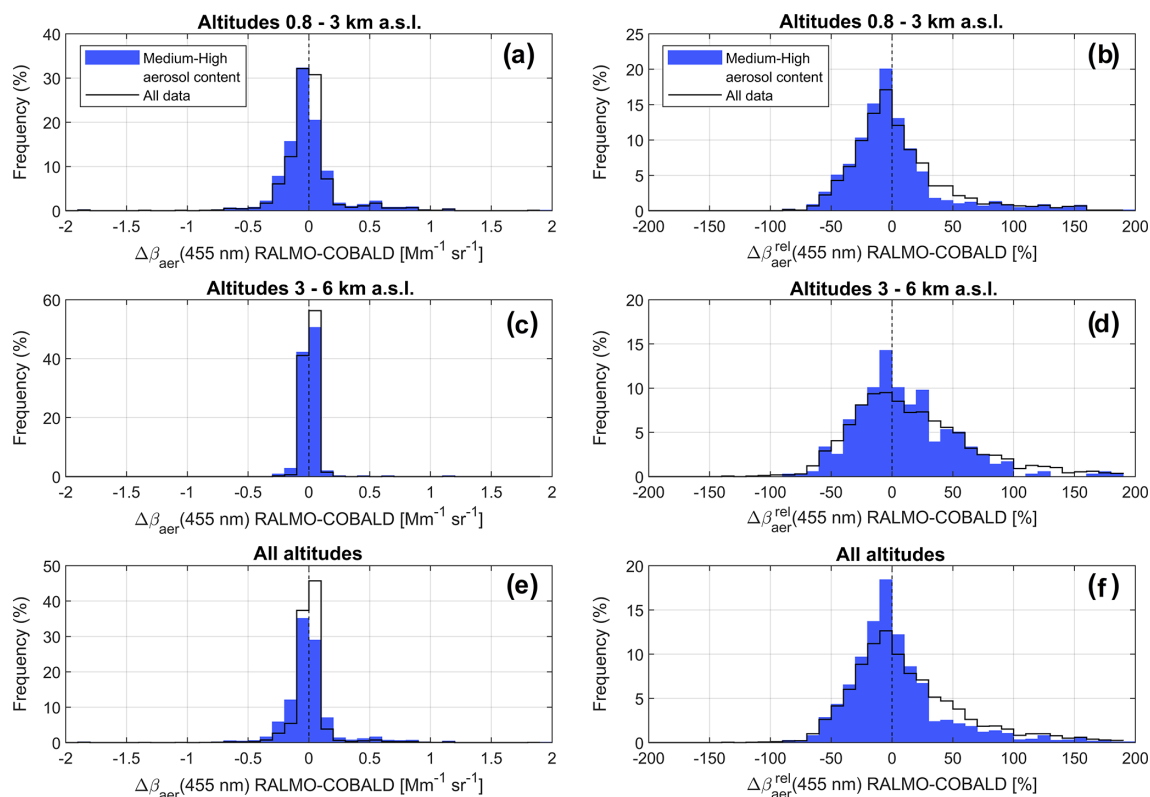 Altitudes 0.8 - 3 km a.s.l.
40
30
20
10
0
Frequency (%)
Medium-High
aerosol content
All data
(a)
-2 -1.5 -1 -0.5 0 0.5 1 1.5 2
Δβaer(455 nm) RALMO-COBALD [Mm-1 sr-1]
Altitudes 0.8 - 3 km a.s.l.
25
20
15
10
5
0
Frequency (%)
Medium-High
aerosol content
All data
(b)
-200 -150 -100 -50 0 50 100 150 200
Δβrelaer(455 nm) RALMO-COBALD [%]
Altitudes 3 - 6 km a.s.l.
60
40
20
0
Frequency (%)
(c)
-2 -1.5 -1 -0.5 0 0.5 1 1.5 2
Δβaer(455 nm) RALMO-COBALD [Mm-1 sr-1]
Altitudes 3 - 6 km a.s.l.
20
15
10
5
0
Frequency (%)
(d)
-200 -150 -100 -50 0 50 100 150 200
Δβrelaer(455 nm) RALMO-COBALD [%]
All altitudes
50
40
30
20
10
0
Frequency (%)
(e)
-2 -1.5 -1 -0.5 0 0.5 1 1.5 2
Δβaer(455 nm) RALMO-COBALD [Mm-1 sr-1]
All altitudes
20
15
10
5
0
Frequency (%)
(f)
-200 -150 -100 -50 0 50 100 150 200
Δβrelaer(455 nm) RALMO-COBALD [%]